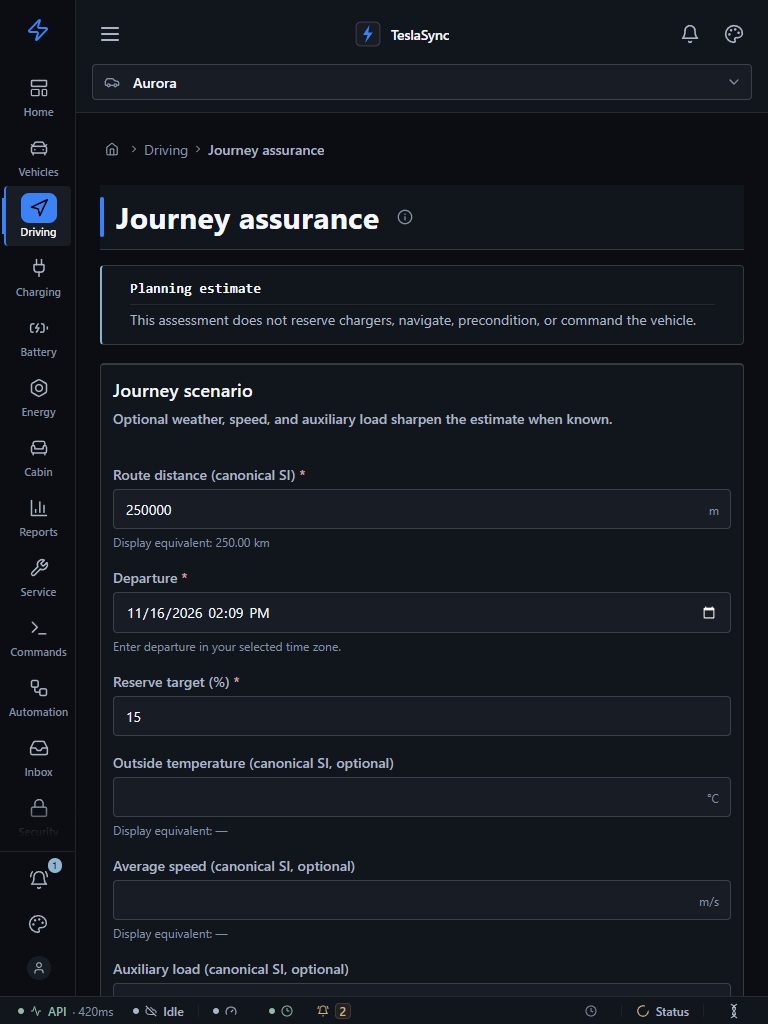 TeslaSync
Aurora
Home
Vehicles
Driving
Charging
Battery
Energy
Cabin
Reports
Service
Commands
Automation
Inbox
Security
1
Driving
Journey assurance
Journey assurance
Planning estimate
This assessment does not reserve chargers, navigate, precondition, or command the vehicle.
Journey scenario
Optional weather, speed, and auxiliary load sharpen the estimate when known.
Route distance (canonical SI) *
250000 m
Display equivalent: 250.00 km
Departure *
11/16/2026 02:09 PM
Enter departure in your selected time zone.
Reserve target (%) *
15
Outside temperature (canonical SI, optional)
°C
Display equivalent: —
Average speed (canonical SI, optional)
m/s
Display equivalent: —
Auxiliary load (canonical SI, optional)
API · 420ms
Idle
2
Status